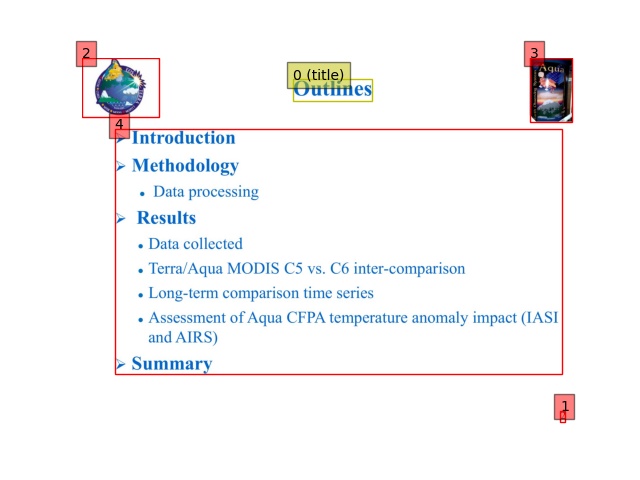 2
3
0 (title)
Aqua
Outlines
4
➢ Introduction
➢ Methodology
● Data processing
➢ Results
● Data collected
● Terra/Aqua MODIS C5 vs. C6 inter-comparison
● Long-term comparison time series
● Assessment of Aqua CFPA temperature anomaly impact (IASI
and AIRS)
➢ Summary
1